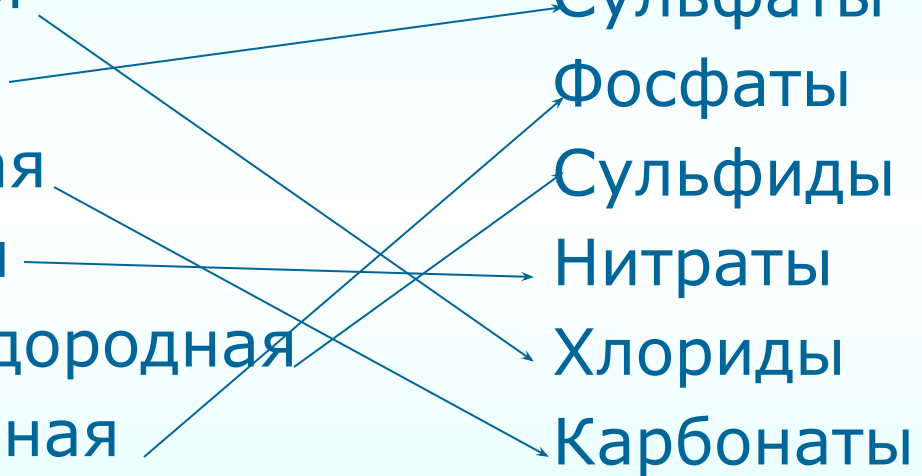 Сульфаты
Фосфаты
ая Сульфиды
Нитраты
дородная Хлориды
ная Карбонаты